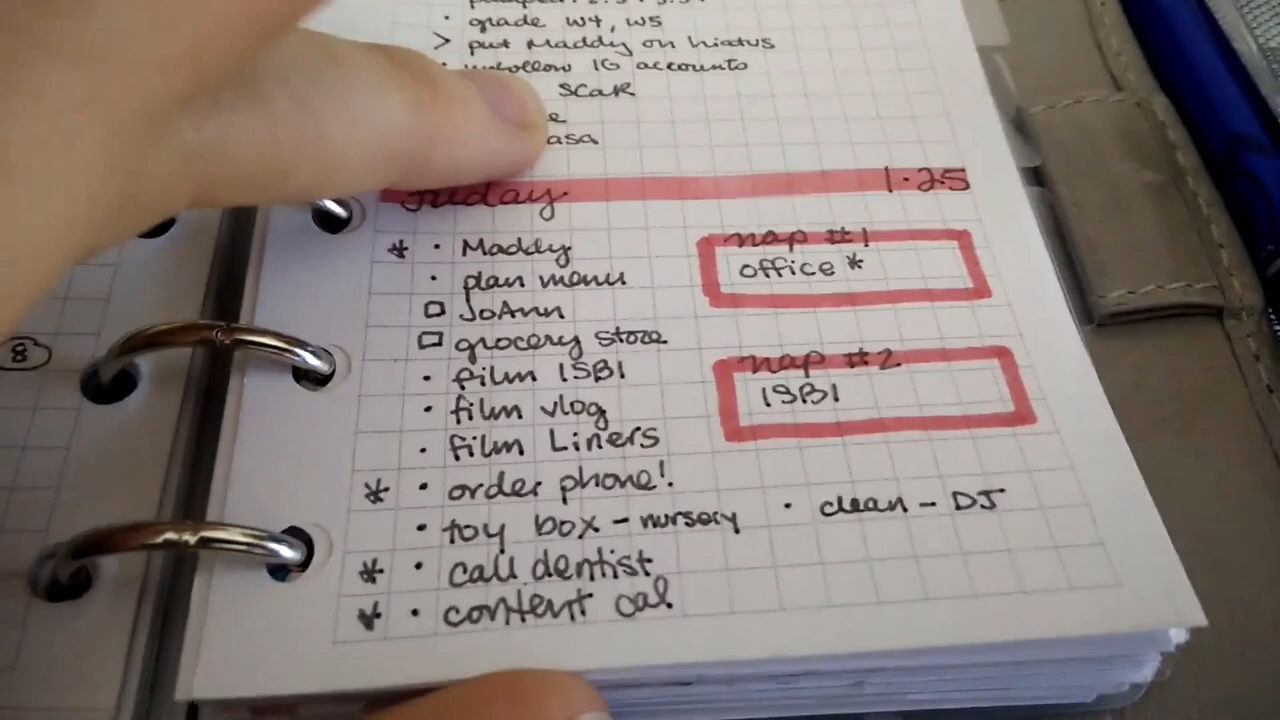 · grade W4, W5
> put Maddy on hiatus
unfollow IG accounts
SCaR
Friday 1·25
* · Maddy
· plan menu
□ JoAnn
□ grocery store
· film ISBI
· film vlog
· film Liners
* · order phone!
· toy box - nursery · clean - DJ
* · call dentist
* · content cal
nap #1
office *
nap #2
ISBI
8